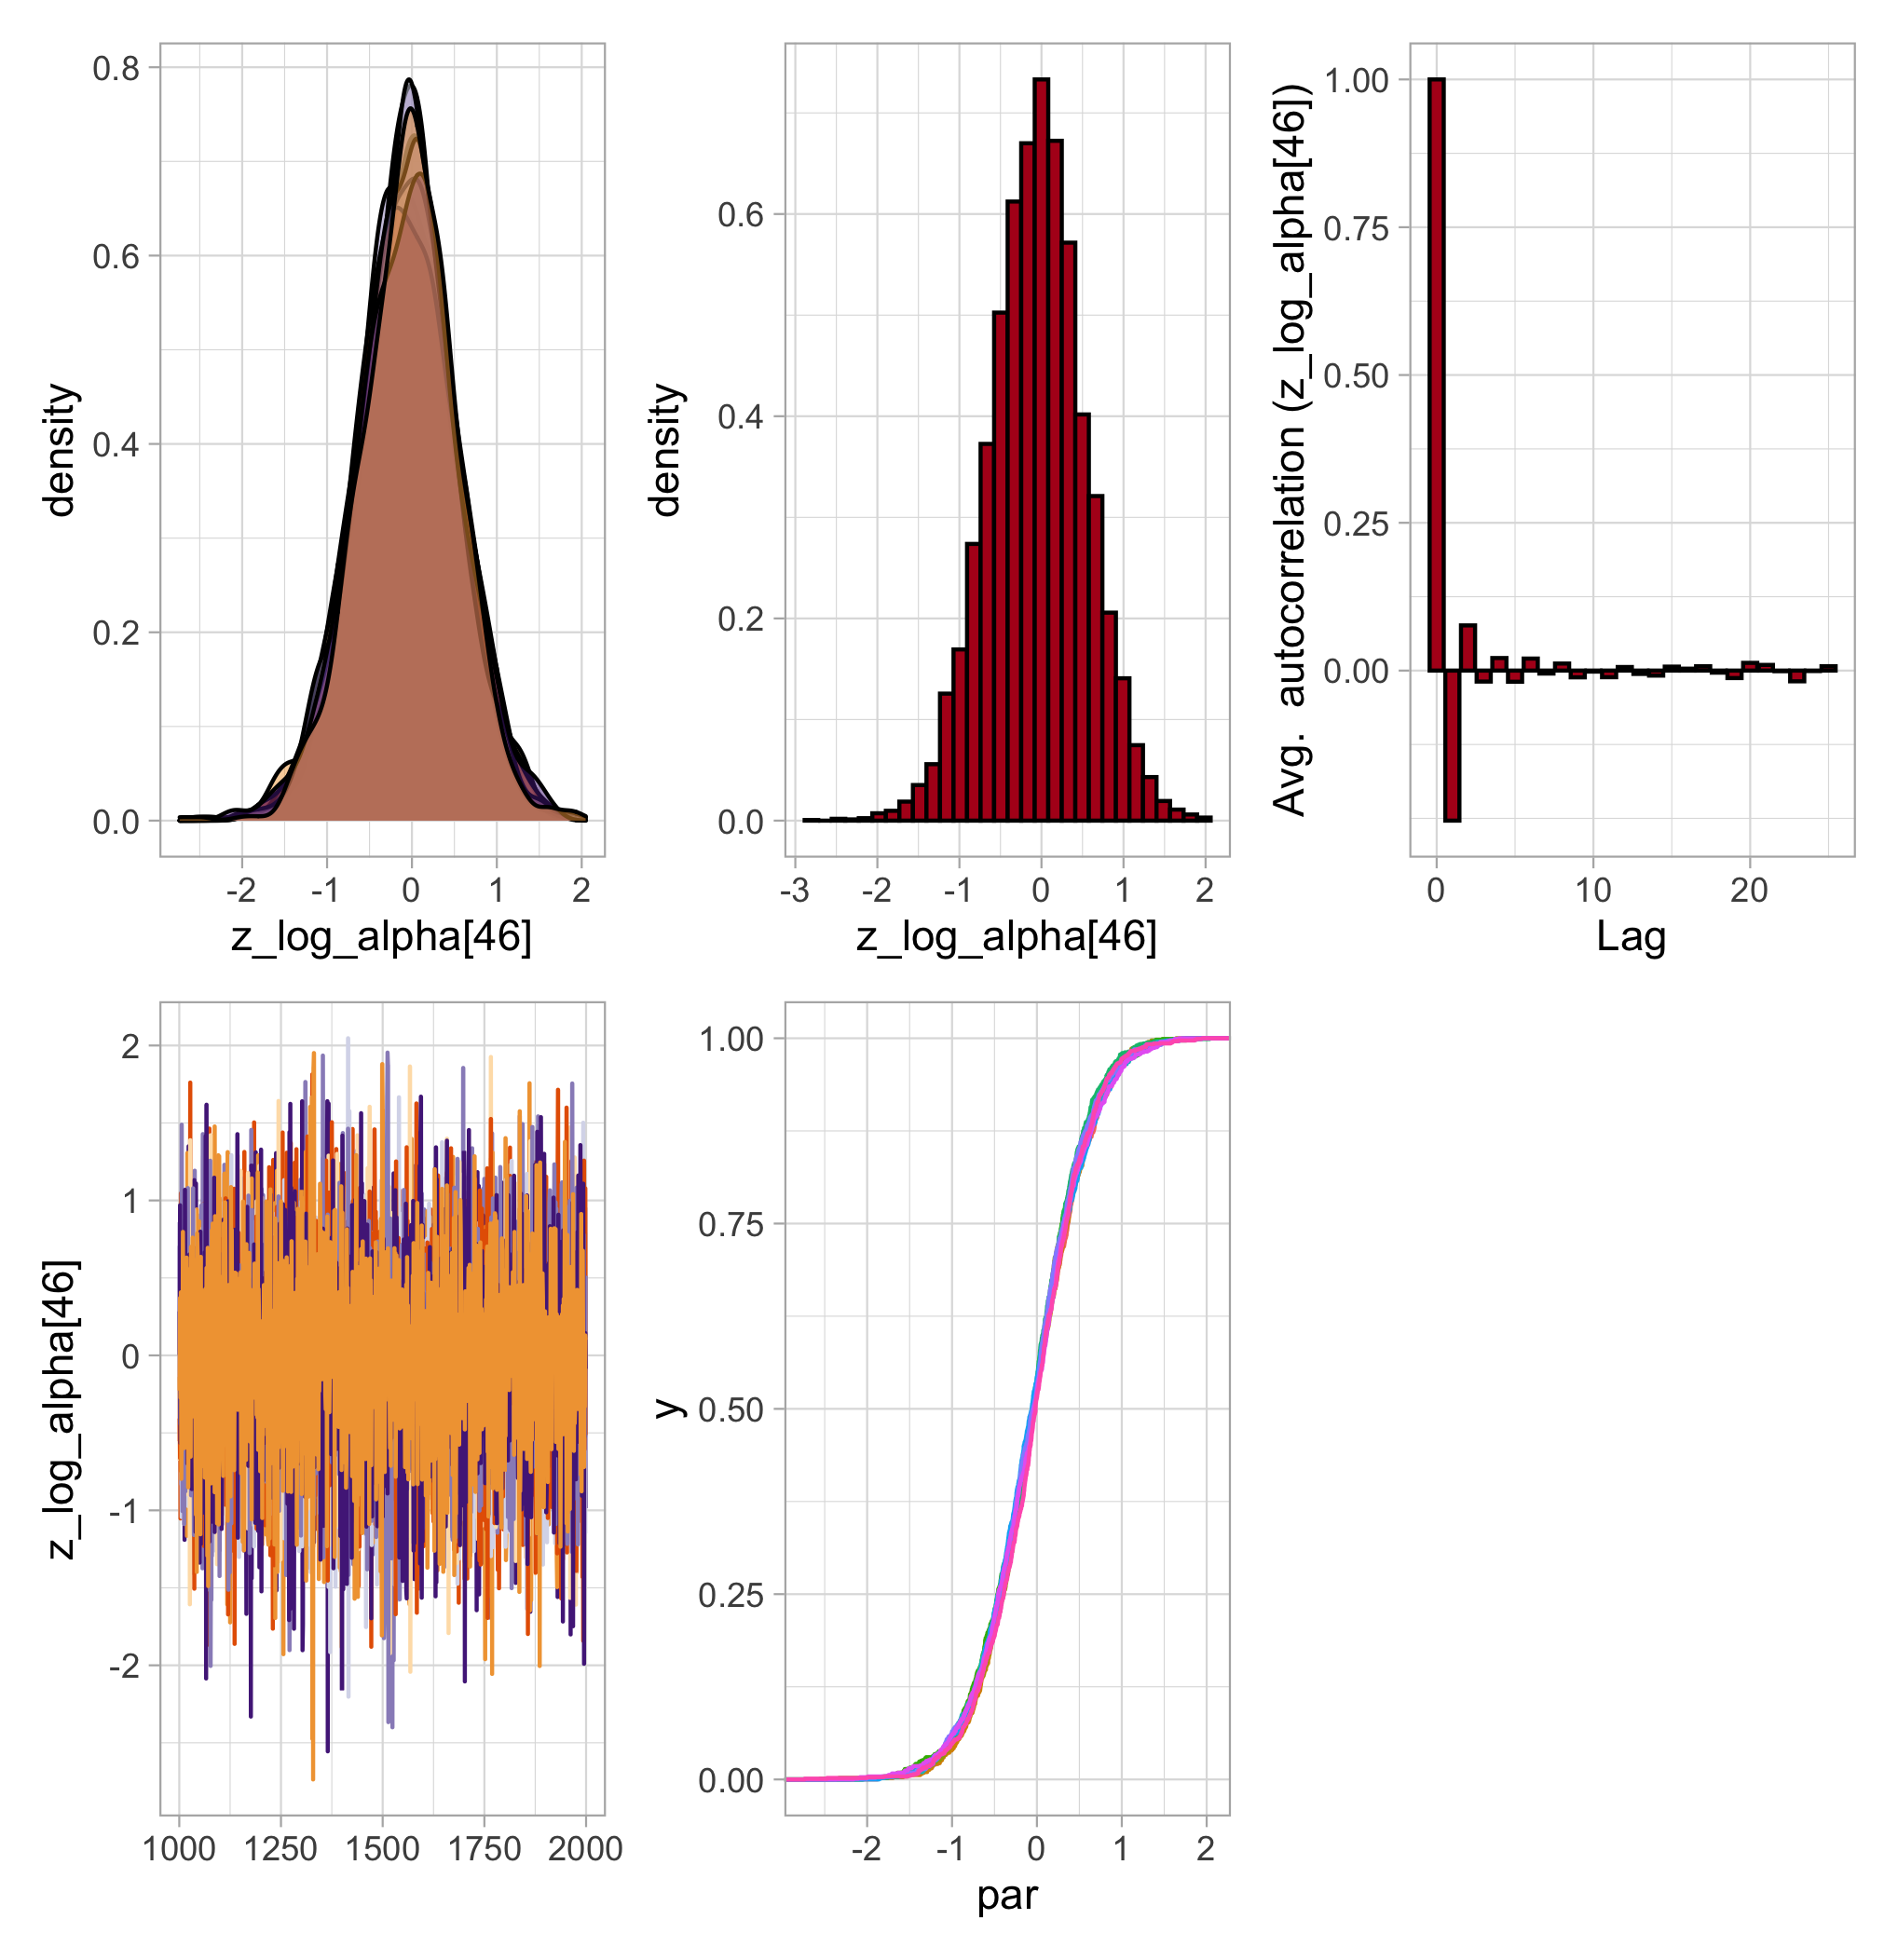 density
0.8
0.6
0.4
0.2
0.0
-2 -1 0 1 2
z_log_alpha[46]
density
0.6
0.4
0.2
0.0
-3 -2 -1 0 1 2
z_log_alpha[46]
Avg. autocorrelation (z_log_alpha[46])
1.00
0.75
0.50
0.25
0.00
0 10 20
Lag
z_log_alpha[46]
2
1
0
-1
-2
1000 1250 1500 1750 2000
y
1.00
0.75
0.50
0.25
0.00
-2 -1 0 1 2
par